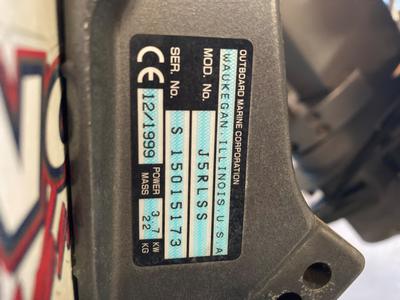 OUTBOARD MARINE CORPORATION
WAUKEGAN.ILLINOIS U.S.A
MOD. No. J5RLSS
SER. No. S 15015173
CE 12/1999 POWER 3.7 KW
MASS 22 KG